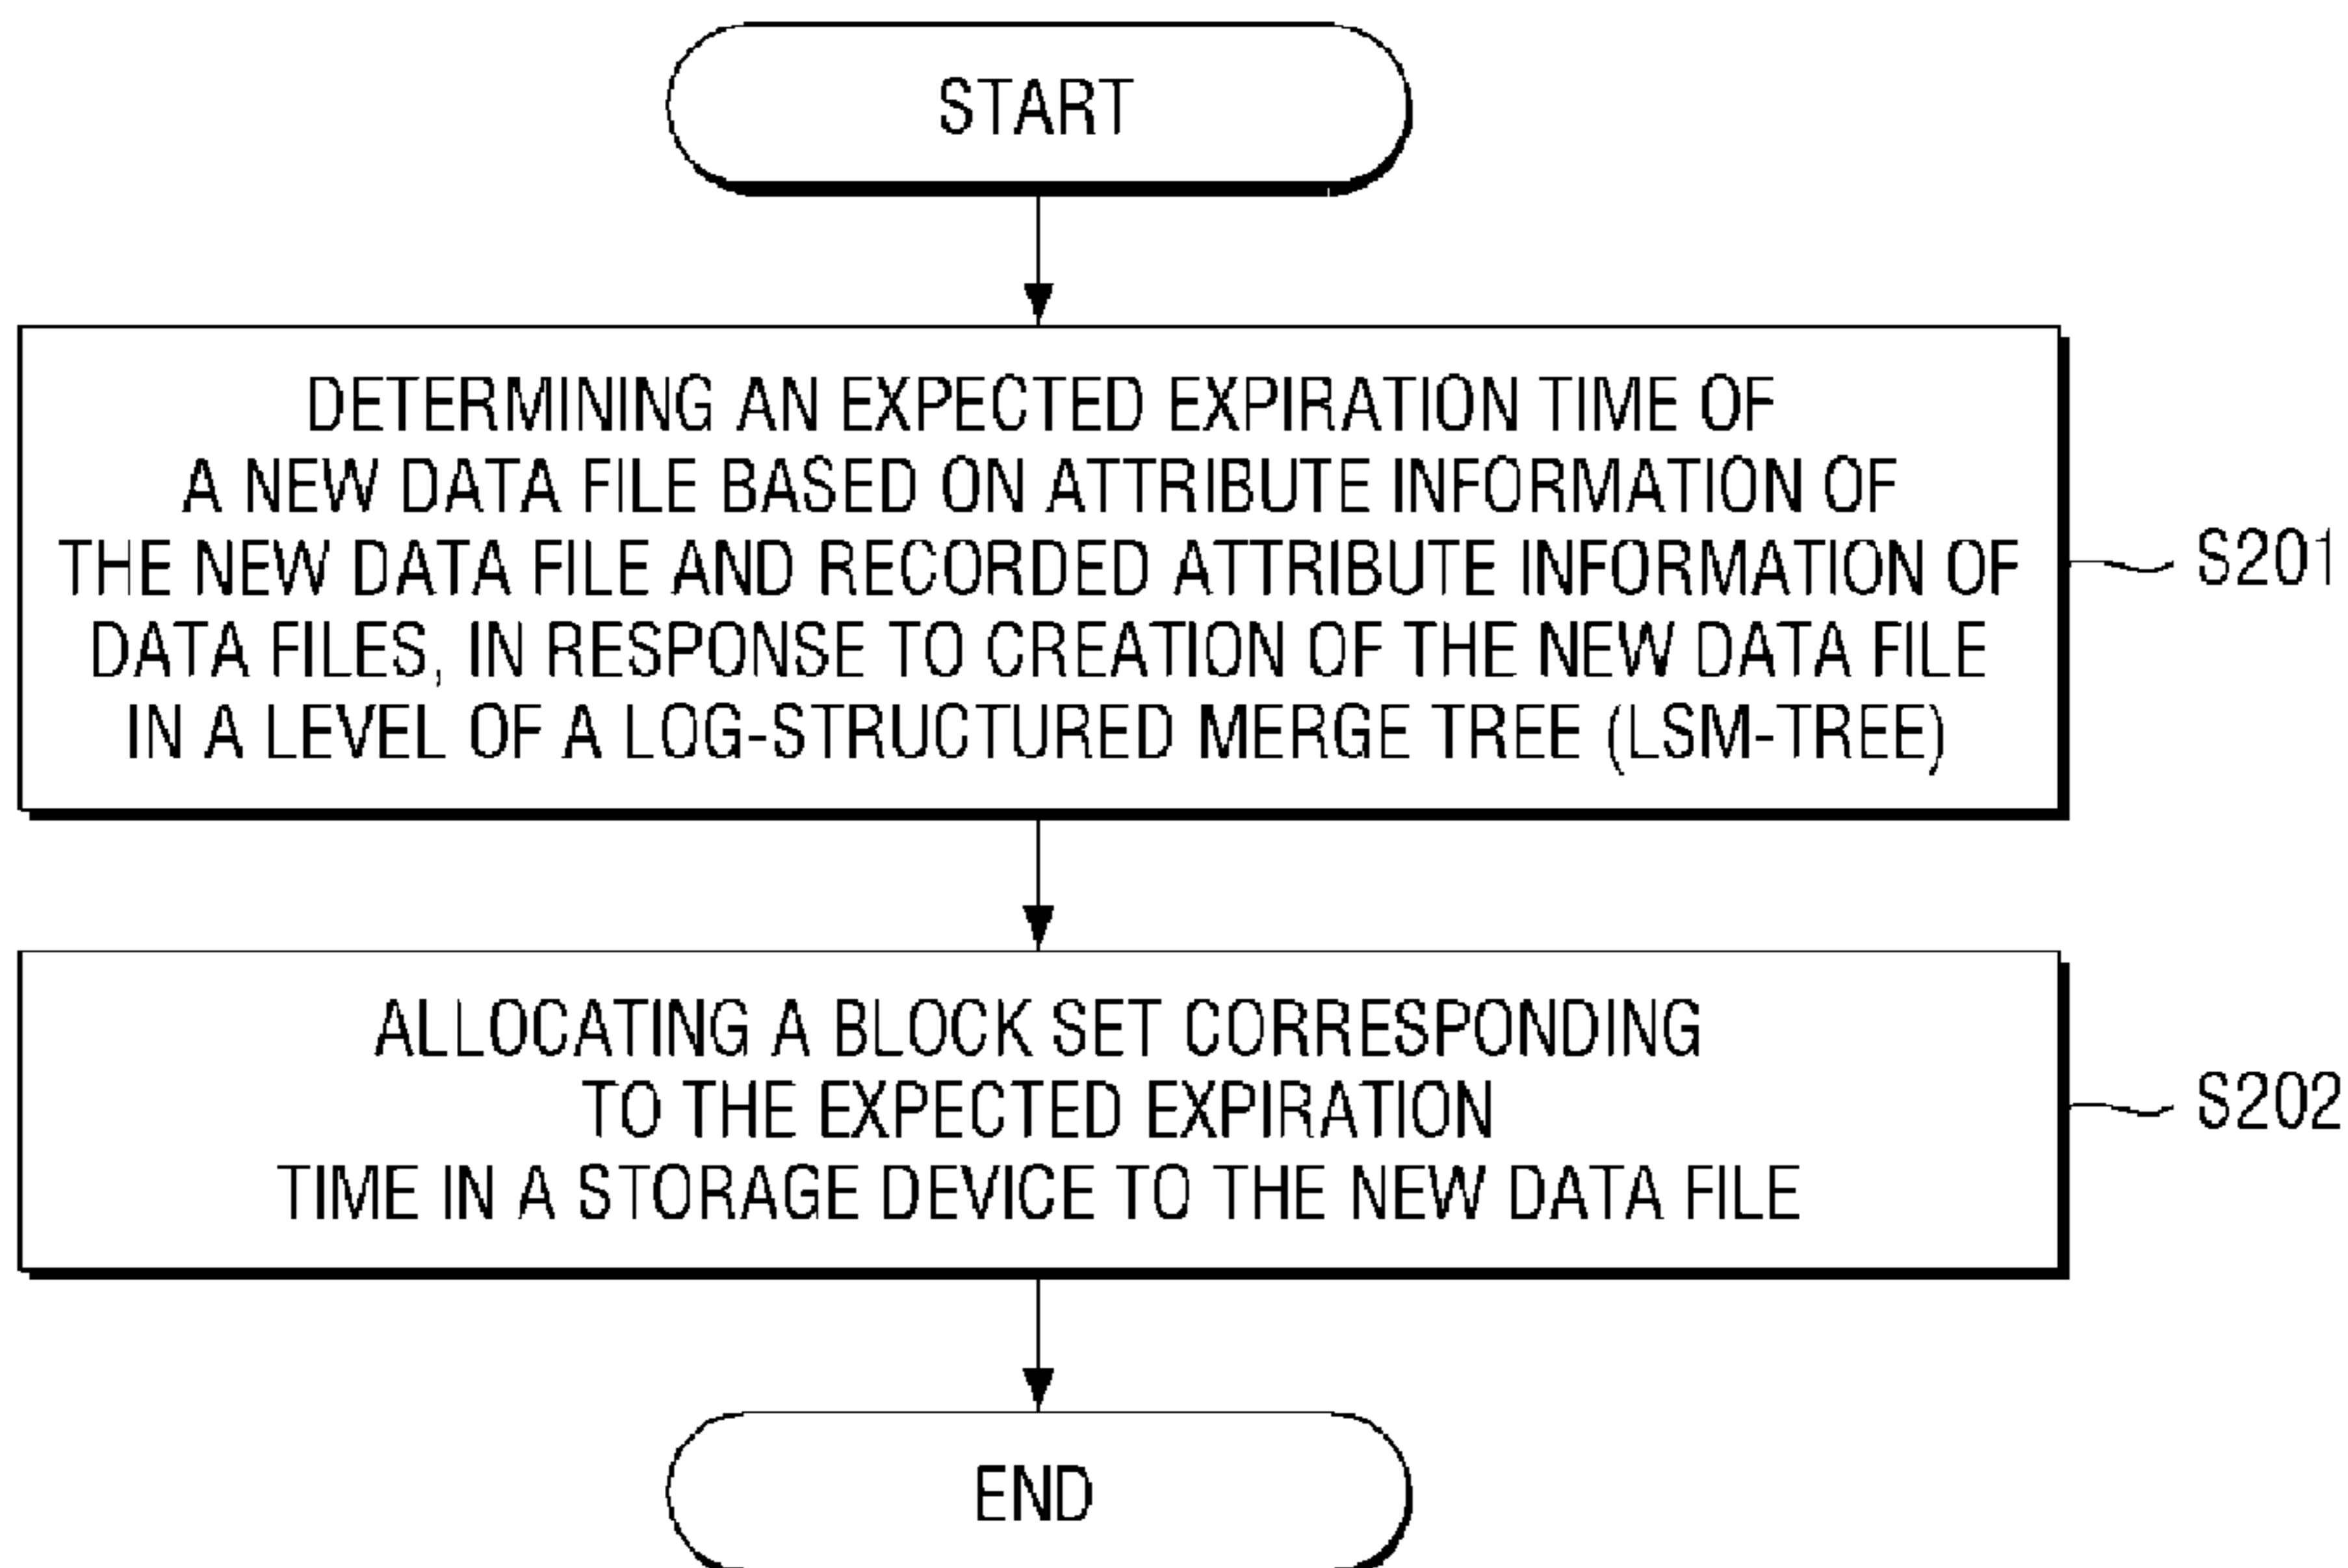 START
DETERMINING AN EXPECTED EXPIRATION TIME OF
A NEW DATA FILE BASED ON ATTRIBUTE INFORMATION OF
THE NEW DATA FILE AND RECORDED ATTRIBUTE INFORMATION OF
DATA FILES, IN RESPONSE TO CREATION OF THE NEW DATA FILE
IN A LEVEL OF A LOG-STRUCTURED MERGE TREE (LSM-TREE)
S201
ALLOCATING A BLOCK SET CORRESPONDING
TO THE EXPECTED EXPIRATION
TIME IN A STORAGE DEVICE TO THE NEW DATA FILE
S202
END